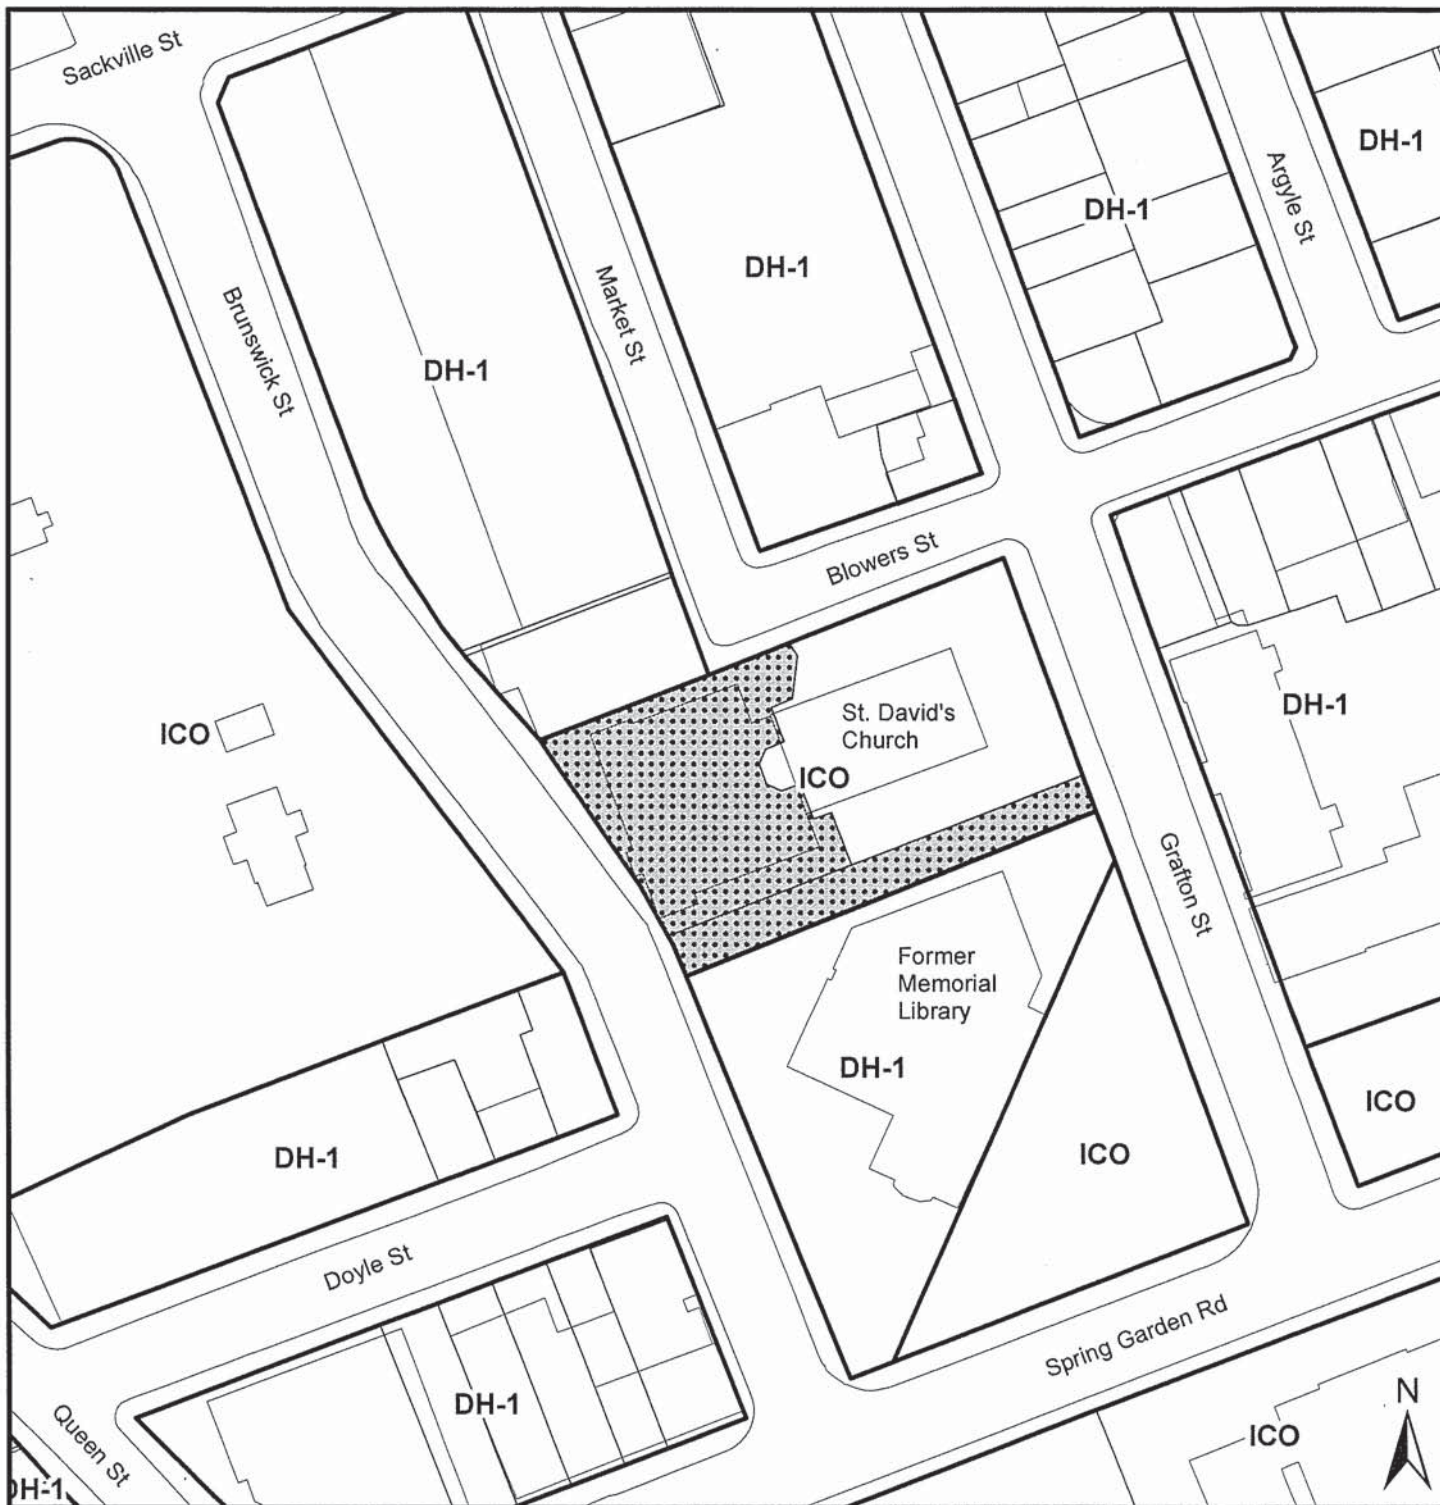 Sackville St
DH-1
Argyle St
DH-1
DH-1
Market St
Brunswick St
DH-1
Blowers St
St. David's
Church
DH-1
ICO
ICO
Grafton St
Former
Memorial
Library
DH-1
ICO
DH-1
ICO
Doyle St
Spring Garden Rd
N
DH-1
Queen St
ICO
DH-1